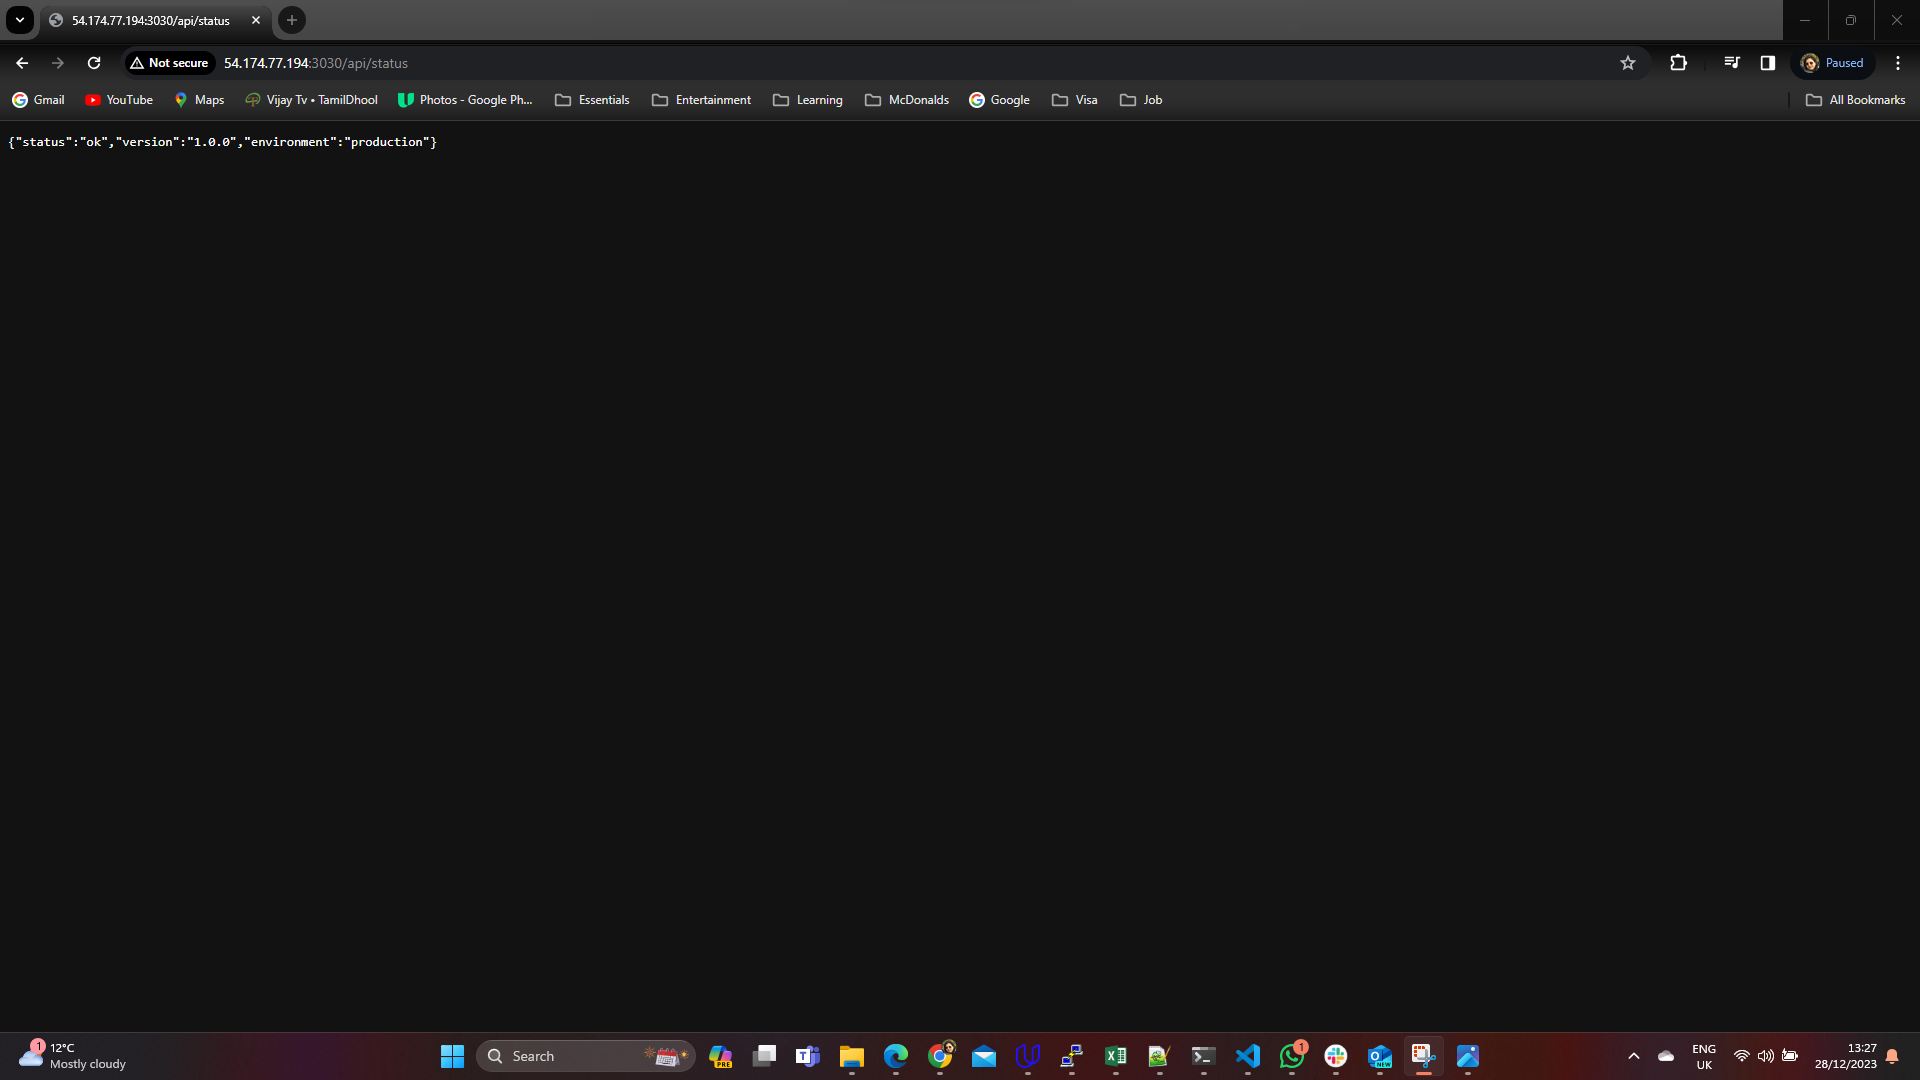 54.174.77.194:3030/api/status
Not secure
54.174.77.194:3030/api/status
Paused
Gmail
YouTube
Maps
Vijay Tv • TamilDhool
Photos - Google Ph...
Essentials
Entertainment
Learning
McDonalds
Google
Visa
Job
All Bookmarks
{"status":"ok","version":"1.0.0","environment":"production"}
1
12°C
Mostly cloudy
Search
PRE
T
1
NEW
ENG
UK
13:27
28/12/2023